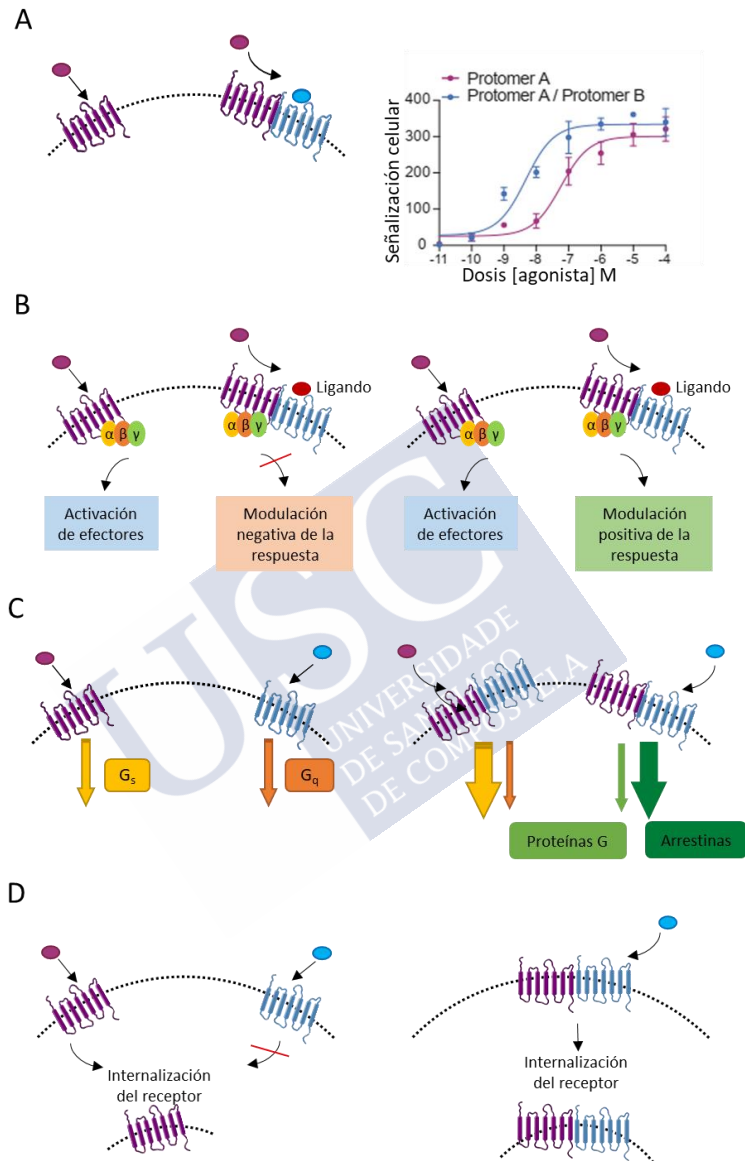 A
Protomer A
Protomer A / Protomer B
Señalización celular
400
300
200
100
0
-11 -10 -9 -8 -7 -6 -5 -4
Dosis [agonista] M
B
Ligando
Ligando
α β γ
α β γ
α β γ
α β γ
Activación
de efectores
Modulación
negativa de la
respuesta
Activación
de efectores
Modulación
positiva de la
respuesta
USC
UNIVERSIDADE
DE SANTIAGO
DE COMPOSTELA
C
Gs
Gq
Proteínas G
Arrestinas
D
Internalización
del receptor
Internalización
del receptor